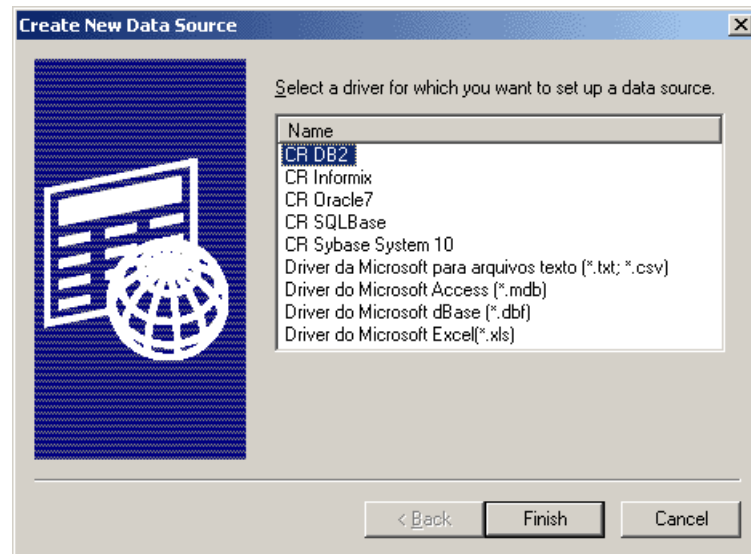 Create New Data Source
Select a driver for which you want to set up a data source.
Name
CR DB2
CR Informix
CR Oracle7
CR SQLBase
CR Sybase System 10
Driver da Microsoft para arquivos texto (*.txt; *.csv)
Driver do Microsoft Access (*.mdb)
Driver do Microsoft dBase (*.dbf)
Driver do Microsoft Excel(*.xls)
< Back Finish Cancel